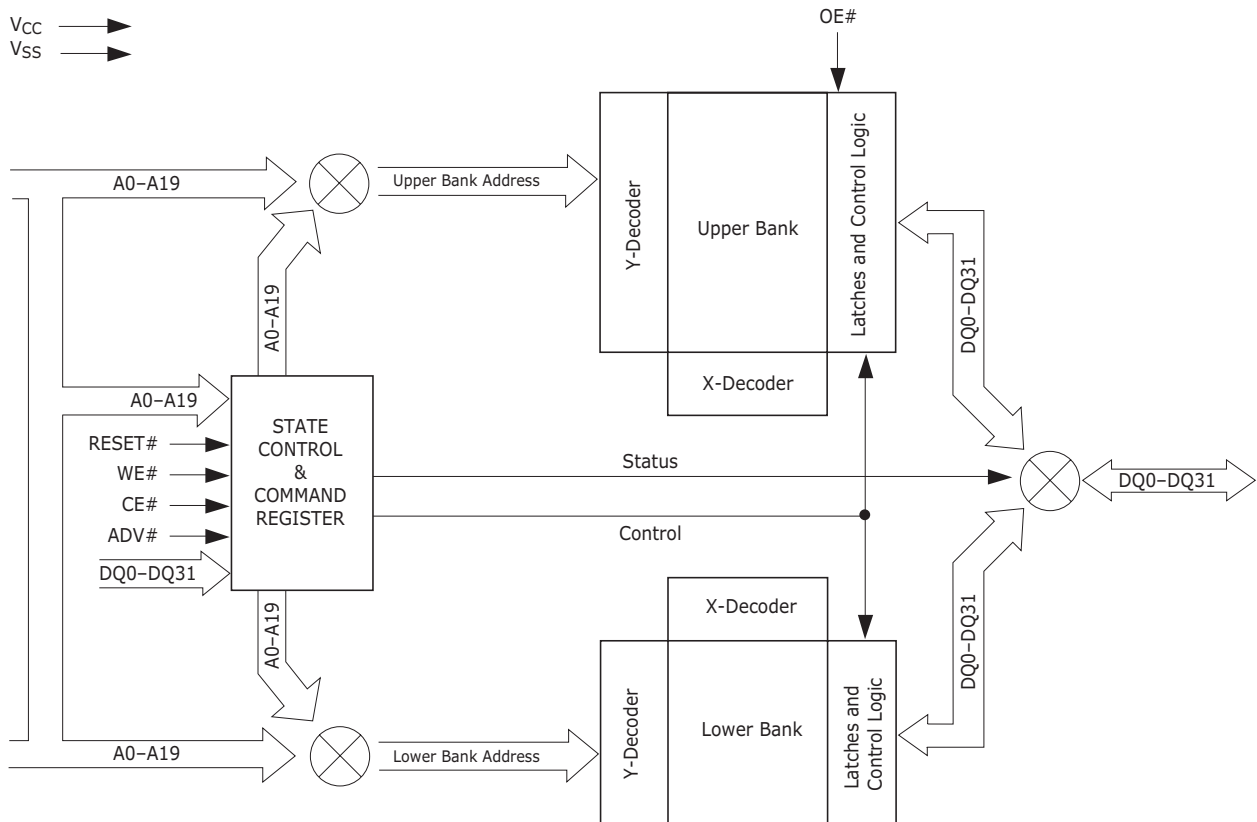 VCC
VSS
OE#
A0–A19
Upper Bank Address
Y-Decoder
Upper Bank
Latches and Control Logic
X-Decoder
DQ0–DQ31
A0–A19
A0–A19
RESET#
WE#
CE#
ADV#
DQ0–DQ31
STATE
CONTROL
&
COMMAND
REGISTER
Status
Control
DQ0–DQ31
A0–A19
X-Decoder
DQ0–DQ31
A0–A19
Lower Bank Address
Y-Decoder
Lower Bank
Latches and
Control Logic